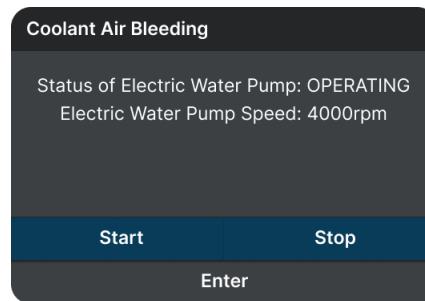 Coolant Air Bleeding
Status of Electric Water Pump: OPERATING
Electric Water Pump Speed: 4000rpm
Start Stop
Enter